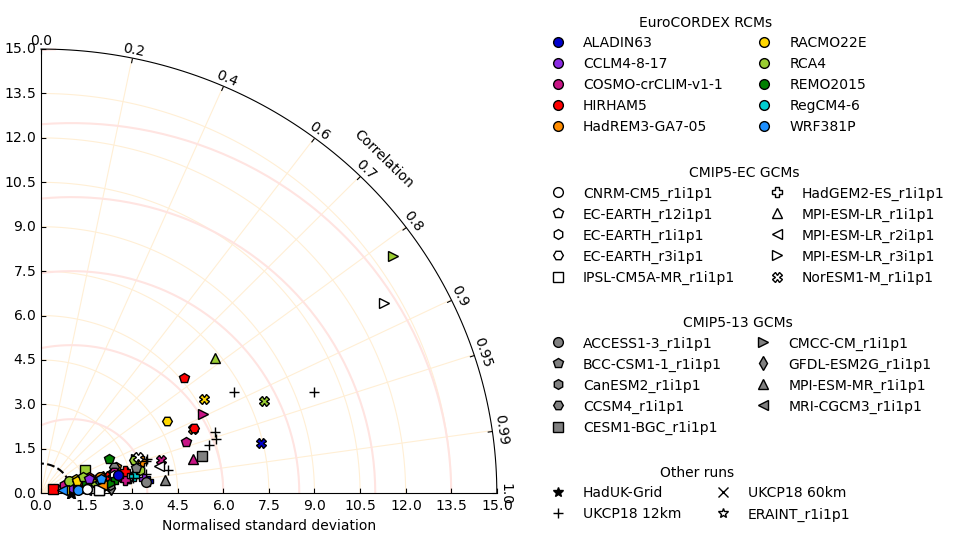 0.0
0.2
0.4
0.6
0.7
0.8
0.9
0.95
0.99
1.0
Correlation
15.0
13.5
12.0
10.5
9.0
7.5
6.0
4.5
3.0
1.5
0.0
0.0 1.5 3.0 4.5 6.0 7.5 9.0 10.5 12.0 13.5 15.0
Normalised standard deviation
EuroCORDEX RCMs
ALADIN63
CCLM4-8-17
COSMO-crCLIM-v1-1
HIRHAM5
HadREM3-GA7-05
RACMO22E
RCA4
REMO2015
RegCM4-6
WRF381P
CMIP5-EC GCMs
CNRM-CM5_r1i1p1
EC-EARTH_r12i1p1
EC-EARTH_r1i1p1
EC-EARTH_r3i1p1
IPSL-CM5A-MR_r1i1p1
HadGEM2-ES_r1i1p1
MPI-ESM-LR_r1i1p1
MPI-ESM-LR_r2i1p1
MPI-ESM-LR_r3i1p1
NorESM1-M_r1i1p1
CMIP5-13 GCMs
ACCESS1-3_r1i1p1
BCC-CSM1-1_r1i1p1
CanESM2_r1i1p1
CCSM4_r1i1p1
CESM1-BGC_r1i1p1
CMCC-CM_r1i1p1
GFDL-ESM2G_r1i1p1
MPI-ESM-MR_r1i1p1
MRI-CGCM3_r1i1p1
Other runs
HadUK-Grid
UKCP18 12km
UKCP18 60km
ERAINT_r1i1p1